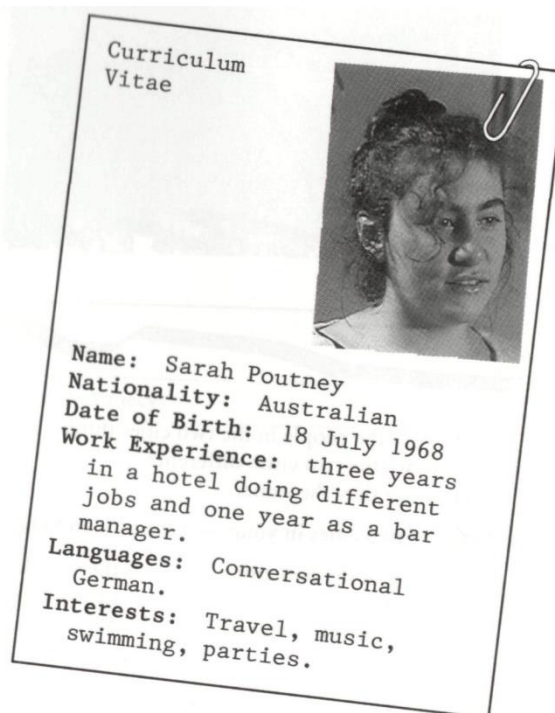 Curriculum
Vitae
Name: Sarah Poutney
Nationality: Australian
Date of Birth: 18 July 1968
Work Experience: three years
in a hotel doing different
jobs and one year as a bar
manager.
Languages: Conversational
German.
Interests: Travel, music,
swimming, parties.